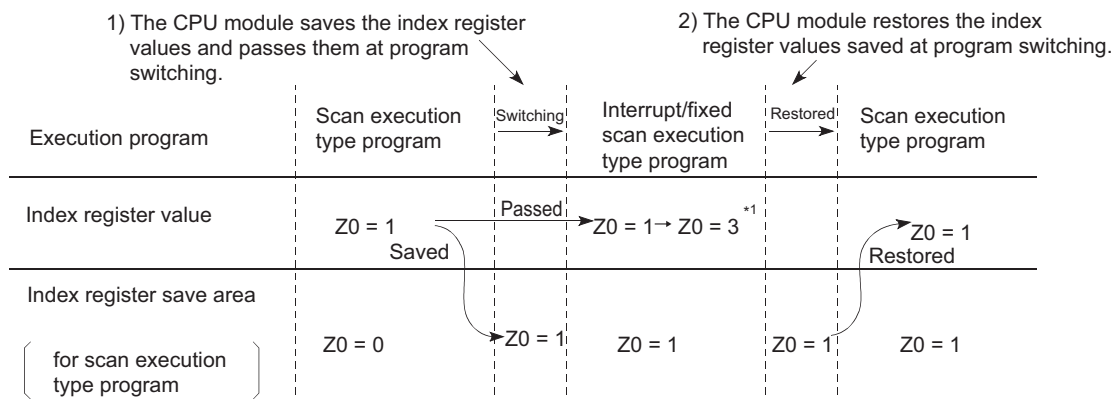 1) The CPU module saves the index register
values and passes them at program
switching.
2) The CPU module restores the index
register values saved at program switching.
Execution program
Scan execution
type program
Switching
Interrupt/fixed
scan execution
type program
Restored
Scan execution
type program
Index register value
Z0 = 1
Passed
Z0 = 1→ Z0 = 3 *1
Z0 = 1
Saved
Restored
Index register save area
for scan execution
type program
Z0 = 0
Z0 = 1
Z0 = 1
Z0 = 1
Z0 = 1